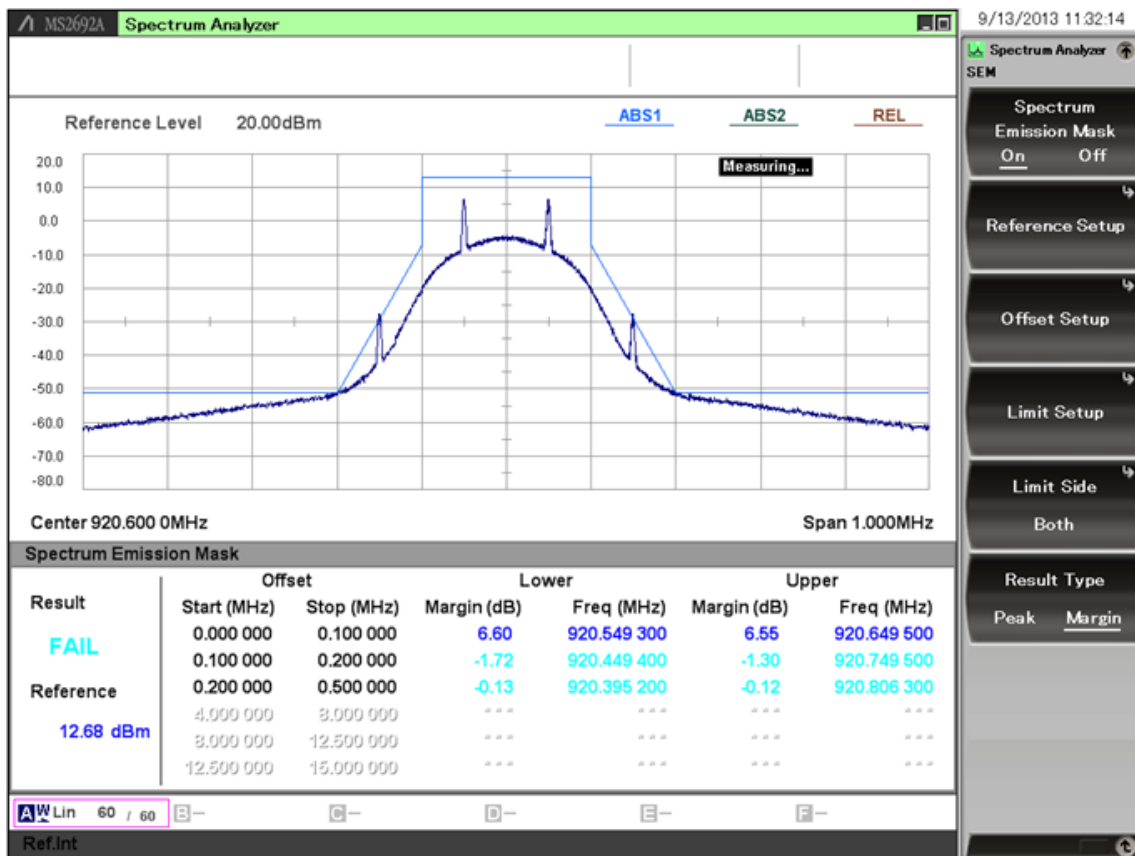 MS2692A Spectrum Analyzer
9/13/2013 11:32:14
Spectrum Analyzer
SEM
Reference Level 20.00dBm
ABS1 ABS2 REL
Measuring...
20.0
10.0
0.0
-10.0
-20.0
-30.0
-40.0
-50.0
-60.0
-70.0
-80.0
Center 920.600 0MHz Span 1.000MHz
Spectrum Emission Mask
Offset Lower Upper
Result Start (MHz) Stop (MHz) Margin (dB) Freq (MHz) Margin (dB) Freq (MHz)
0.000 000 0.100 000 6.60 920.549 300 6.55 920.649 500
FAIL
0.100 000 0.200 000 -1.72 920.449 400 -1.30 920.749 500
Reference 0.200 000 0.500 000 -0.13 920.395 200 -0.12 920.806 300
4.000 000 8.000 000 *** *** *** ***
12.68 dBm
8.000 000 12.500 000 *** *** *** ***
12.500 000 15.000 000 *** *** *** ***
A W Lin 60 / 60 B- C- D- E- F-
Ref.Int
Spectrum
Emission Mask
On Off
Reference Setup
Offset Setup
Limit Setup
Limit Side
Both
Result Type
Peak Margin